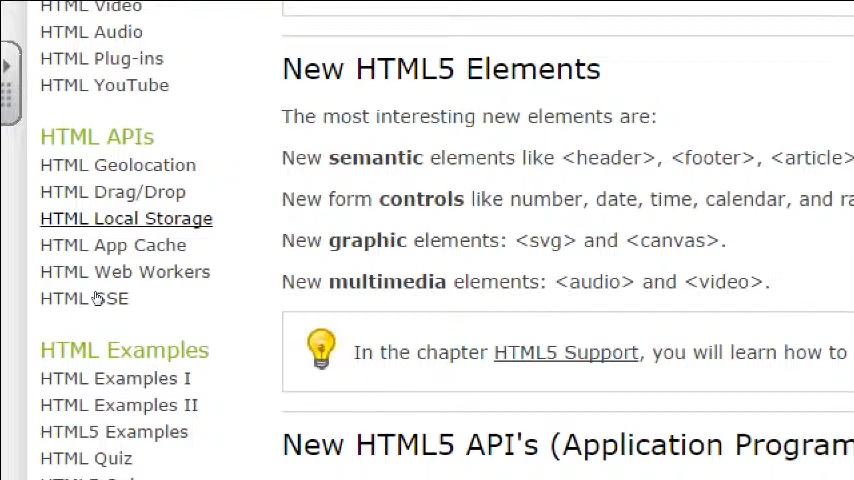 HTML Video
HTML Audio
HTML Plug-ins
HTML YouTube
HTML APIs
HTML Geolocation
HTML Drag/Drop
HTML Local Storage
HTML App Cache
HTML Web Workers
HTML SSE
HTML Examples
HTML Examples I
HTML Examples II
HTML5 Examples
HTML Quiz
New HTML5 Elements
The most interesting new elements are:
New semantic elements like <header>, <footer>, <article>
New form controls like number, date, time, calendar, and
New graphic elements: <svg> and <canvas>.
New multimedia elements: <audio> and <video>.
In the chapter HTML5 Support, you will learn how to
New HTML5 API's (Application